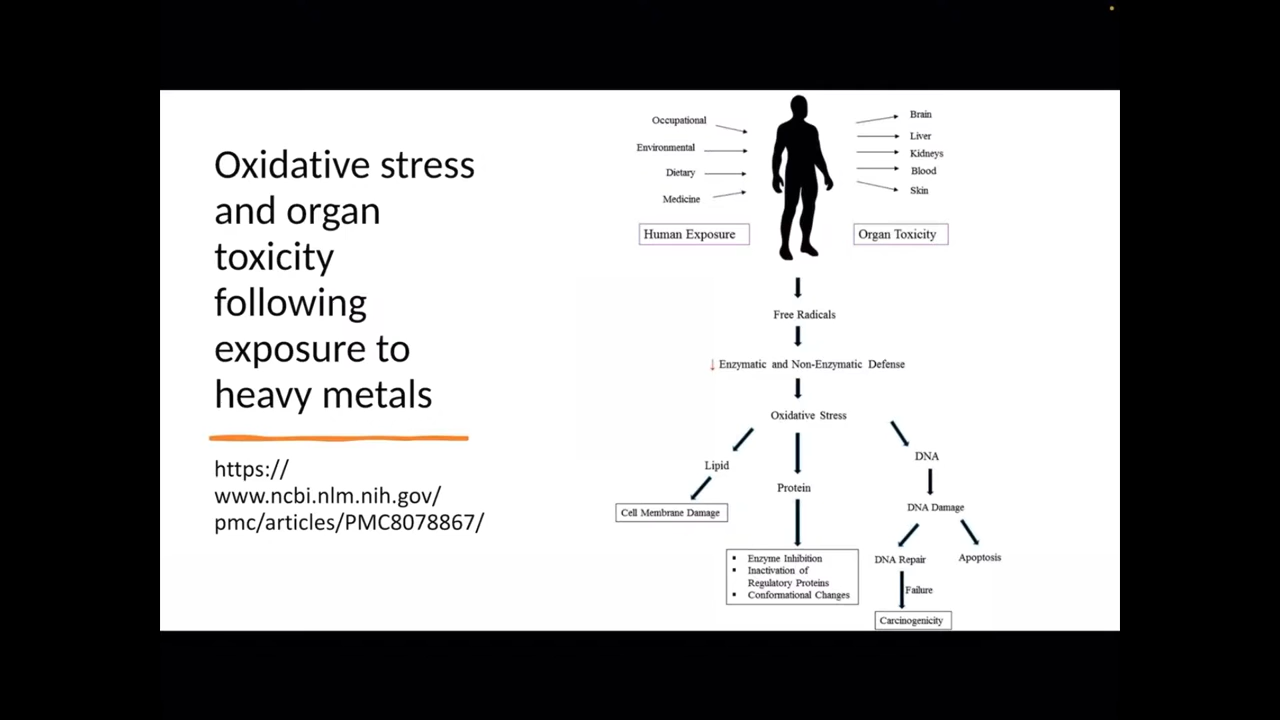 Oxidative stress
and organ
toxicity
following
exposure to
heavy metals
https://
www.ncbi.nlm.nih.gov/
pmc/articles/PMC8078867/
Occupational
Environmental
Dietary
Medicine
Human Exposure
Brain
Liver
Kidneys
Blood
Skin
Organ Toxicity
Free Radicals
↓ Enzymatic and Non-Enzymatic Defense
Oxidative Stress
Lipid
Cell Membrane Damage
Protein
▪ Enzyme Inhibition
▪ Inactivation of
Regulatory Proteins
▪ Conformational Changes
DNA
DNA Damage
DNA Repair
Apoptosis
Failure
Carcinogenicity